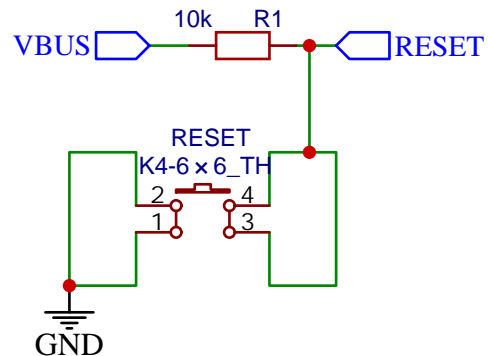 10k R1
VBUS RESET
RESET
K4-6×6_TH
2 4
1 3
GND